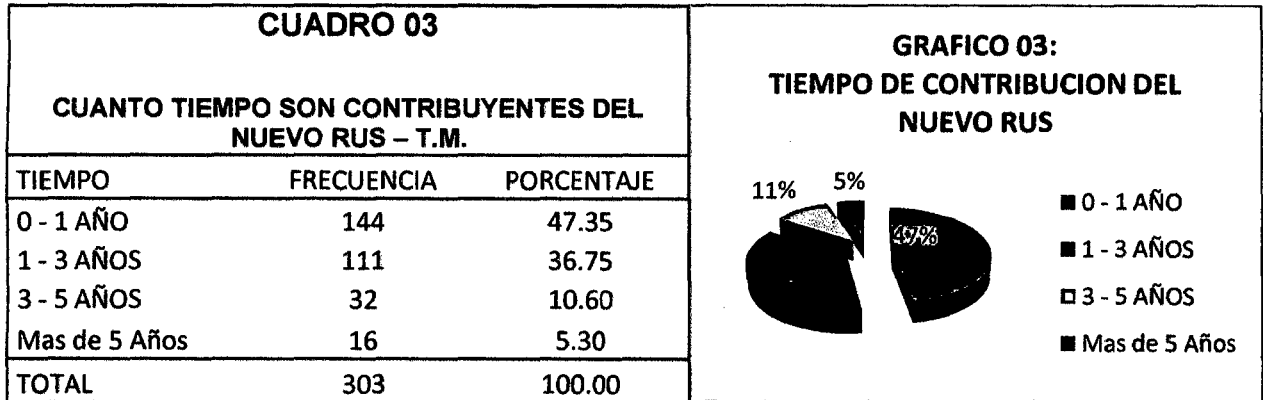 CUADRO 03
CUANTO TIEMPO SON CONTRIBUYENTES DEL
NUEVO RUS – T.M.
TIEMPO FRECUENCIA PORCENTAJE
0 - 1 AÑO 144 47.35
1 - 3 AÑOS 111 36.75
3 - 5 AÑOS 32 10.60
Mas de 5 Años 16 5.30
TOTAL 303 100.00
GRAFICO 03:
TIEMPO DE CONTRIBUCION DEL
NUEVO RUS
11% 5%
47%
0 - 1 AÑO
1 - 3 AÑOS
3 - 5 AÑOS
Mas de 5 Años